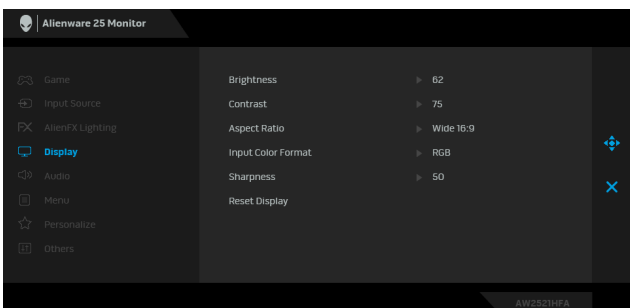 Alienware 25 Monitor
Game
Input Source
AlienFX Lighting
Display
Audio
Menu
Personalize
Others
Brightness 62
Contrast 75
Aspect Ratio Wide 16:9
Input Color Format RGB
Sharpness 50
Reset Display
AW2521HFA